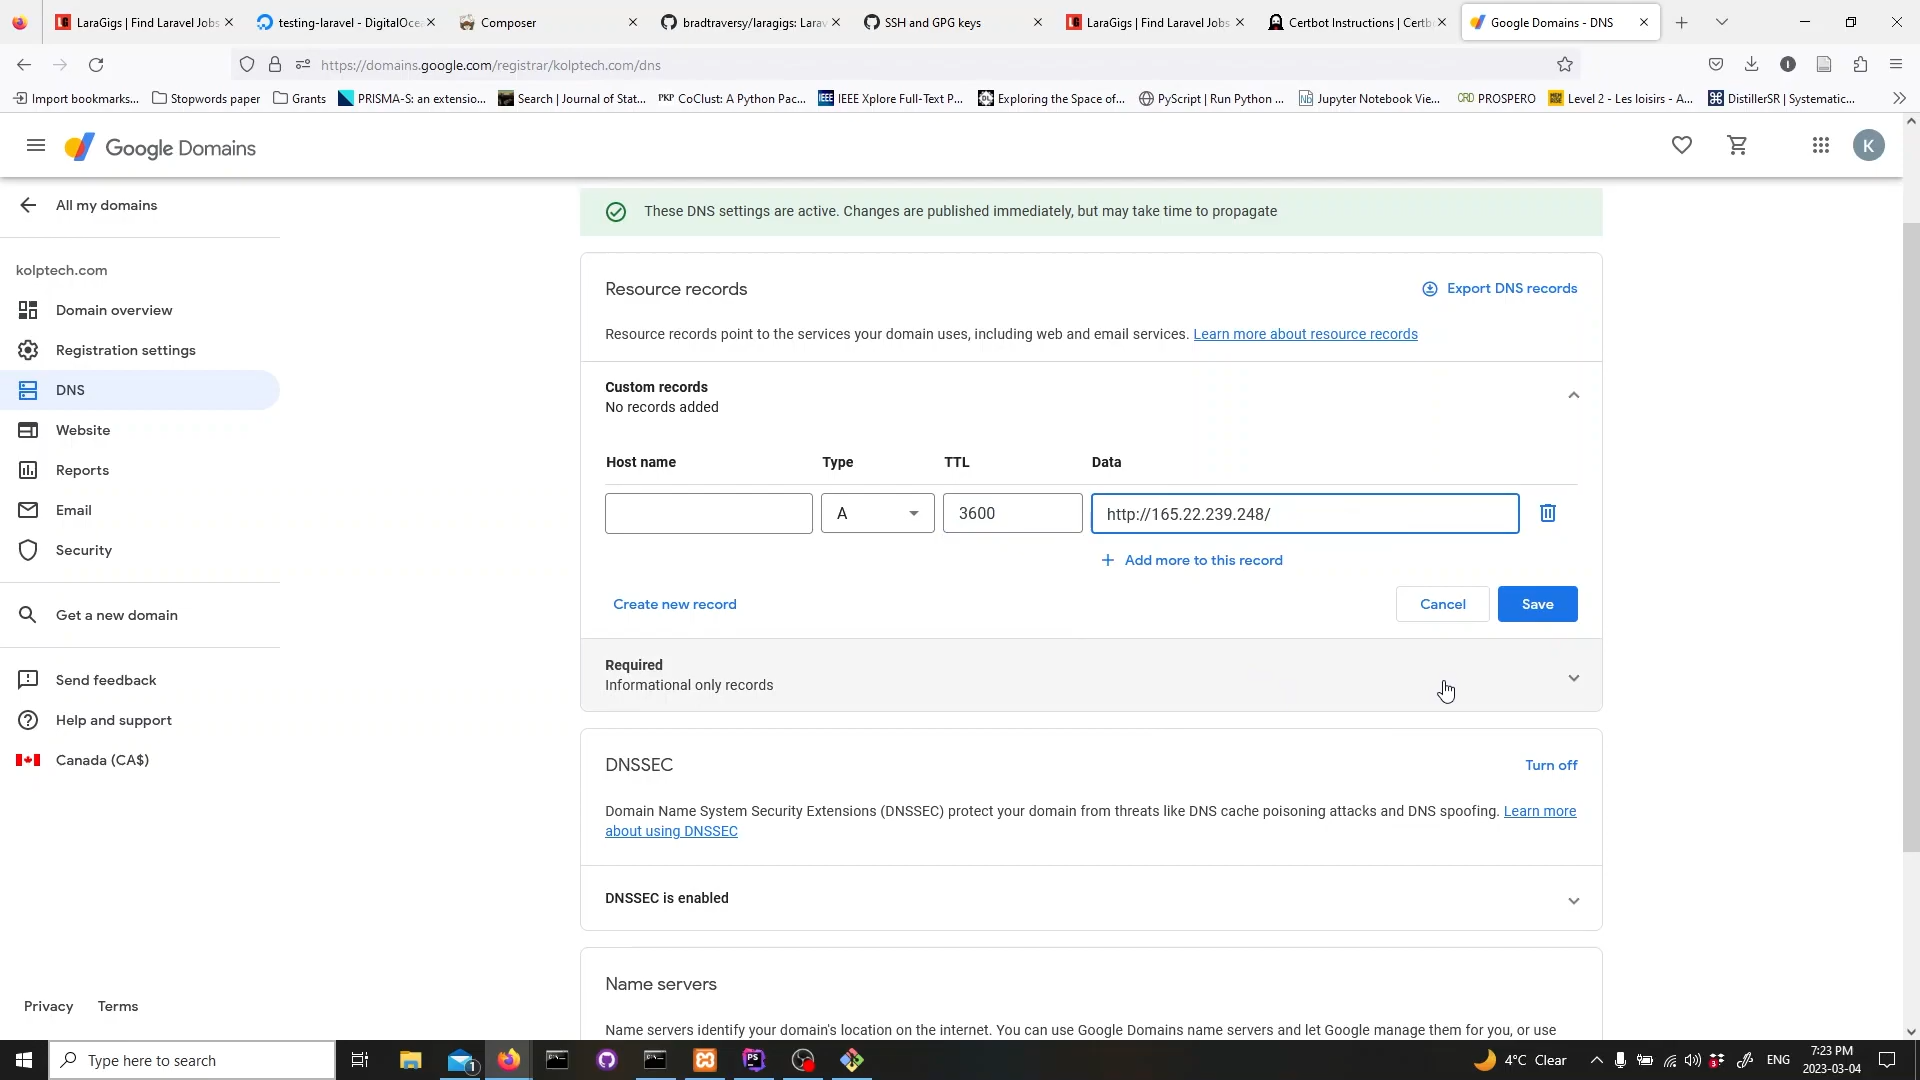 LaraGigs | Find Laravel Jobs
testing-laravel - DigitalOce
Composer
bradtraversy/laragigs: Lara
SSH and GPG keys
LaraGigs | Find Laravel Jobs
Certbot Instructions | Certb
Google Domains - DNS
https://domains.google.com/registrar/kolptech.com/dns
Import bookmarks...
Stopwords paper
Grants
PRISMA-S: an extensio...
Search | Journal of Stat...
PKP CoClust: A Python Pac...
IEEE IEEE Xplore Full-Text P...
Exploring the Space of...
PyScript | Run Python ...
Jupyter Notebook Vie...
PROSPERO
Level 2 - Les loisirs - A...
DistillerSR | Systematic...
Google Domains
K
All my domains
These DNS settings are active. Changes are published immediately, but may take time to propagate
kolptech.com
Domain overview
Registration settings
DNS
Website
Reports
Email
Security
Get a new domain
Send feedback
Help and support
Canada (CA$)
Privacy
Terms
Resource records
Export DNS records
Resource records point to the services your domain uses, including web and email services. Learn more about resource records
Custom records
No records added
Host name
Type
TTL
Data
A
3600
http://165.22.239.248/
Add more to this record
Create new record
Cancel
Save
Required
Informational only records
DNSSEC
Turn off
Domain Name System Security Extensions (DNSSEC) protect your domain from threats like DNS cache poisoning attacks and DNS spoofing. Learn more
about using DNSSEC
DNSSEC is enabled
Name servers
Name servers identify your domain's location on the internet. You can use Google Domains name servers and let Google manage them for you, or use
Type here to search
1
PS
4°C Clear
ENG
7:23 PM
2023-03-04